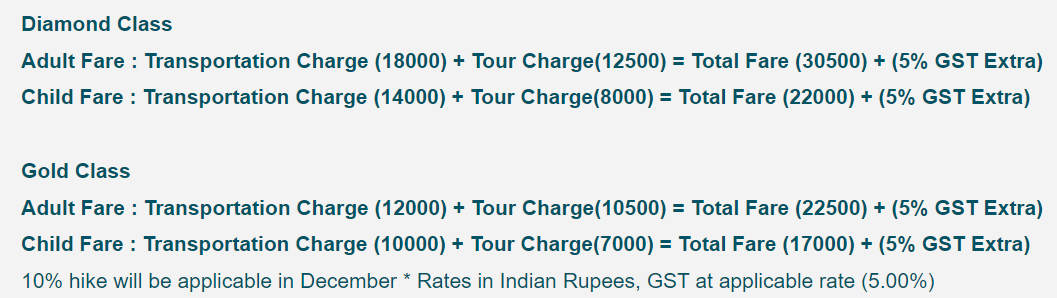 Diamond Class
Adult Fare : Transportation Charge (18000) + Tour Charge(12500) = Total Fare (30500) + (5% GST Extra)
Child Fare : Transportation Charge (14000) + Tour Charge(8000) = Total Fare (22000) + (5% GST Extra)
Gold Class
Adult Fare : Transportation Charge (12000) + Tour Charge(10500) = Total Fare (22500) + (5% GST Extra)
Child Fare : Transportation Charge (10000) + Tour Charge(7000) = Total Fare (17000) + (5% GST Extra)
10% hike will be applicable in December * Rates in Indian Rupees, GST at applicable rate (5.00%)